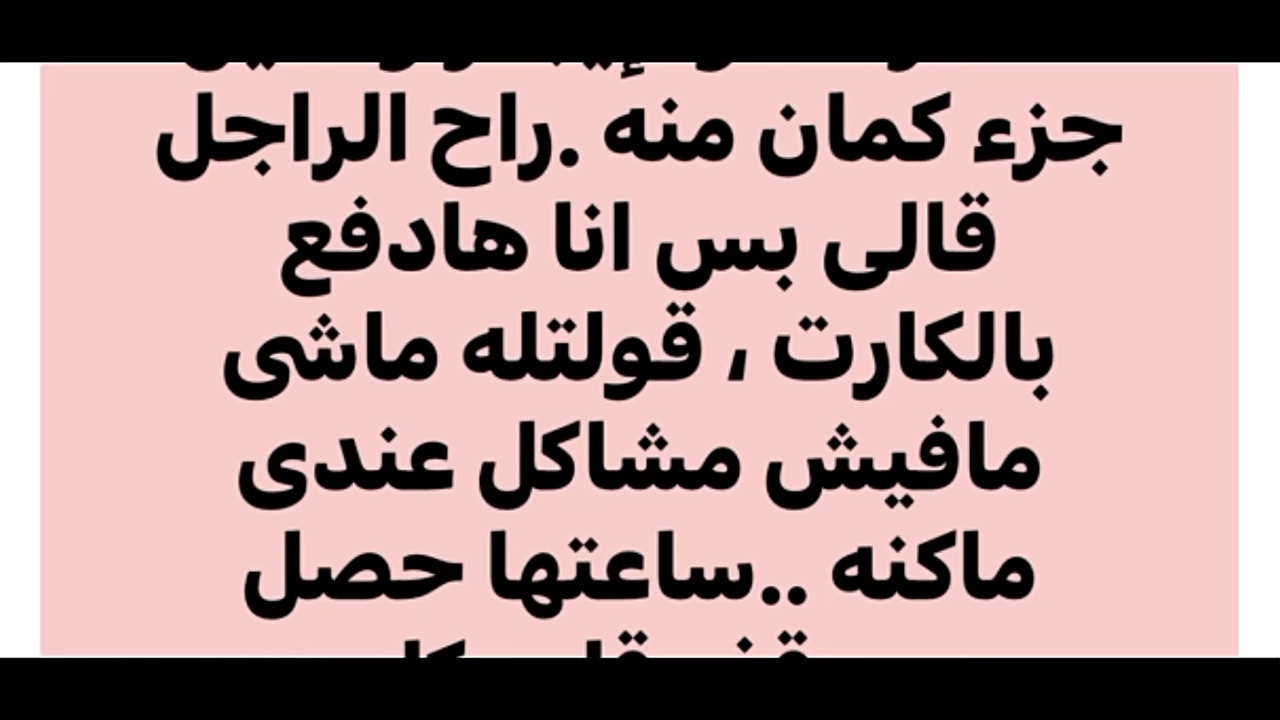 جزء كمان منه .راح الراجل
قالى بس انا هادفع
بالكارت ، قولتله ماشى
مافيش مشاكل عندى
ماكنه ..ساعتها حصل